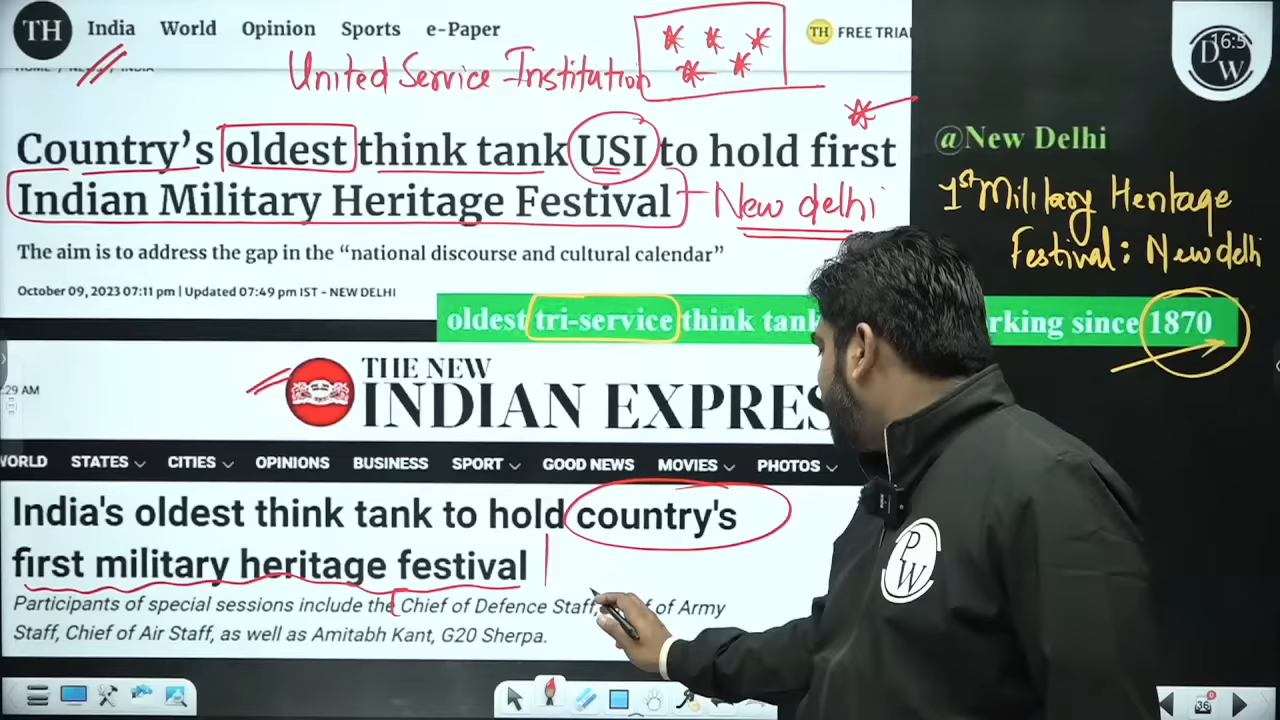 TH India World Opinion Sports e-Paper TH FREE TRIAL
United Service Institution
Country's oldest think tank USI to hold first
Indian Military Heritage Festival - New delhi
The aim is to address the gap in the “national discourse and cultural calendar”
October 09, 2023 07:11 pm | Updated 07:49 pm IST - NEW DELHI
16:5
P W
@New Delhi
1st Military Heritage
Festival: New delhi
oldest tri-service think tank rking since 1870
:29 AM
THE NEW
INDIAN EXPRES
WORLD STATES CITIES OPINIONS BUSINESS SPORT GOOD NEWS MOVIES PHOTOS
India's oldest think tank to hold country's
first military heritage festival
Participants of special sessions include the Chief of Defence Staff, f of Army
Staff, Chief of Air Staff, as well as Amitabh Kant, G20 Sherpa.
P
W
36